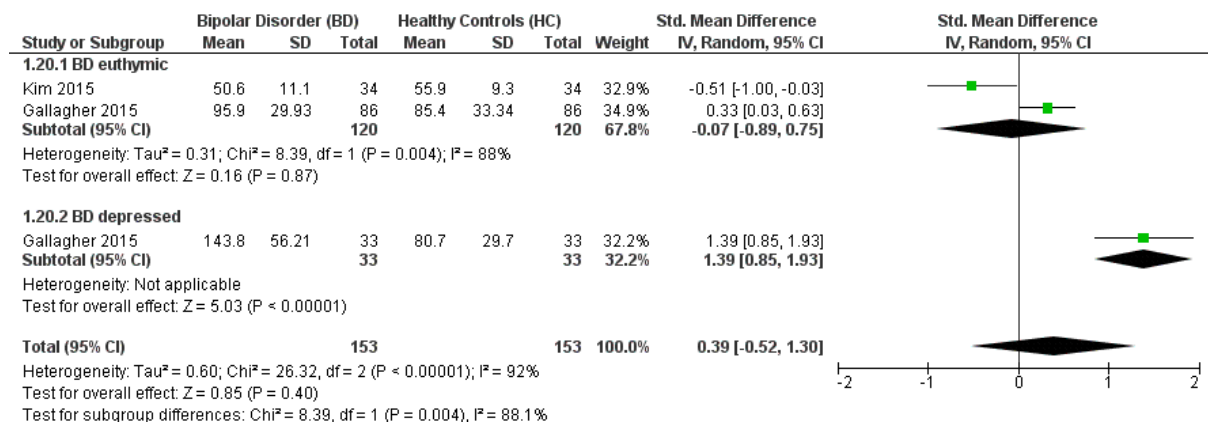 Bipolar Disorder (BD) Healthy Controls (HC) Std. Mean Difference Std. Mean Difference
Study or Subgroup Mean SD Total Mean SD Total Weight IV, Random, 95% CI IV, Random, 95% CI
1.20.1 BD euthymic
Kim 2015 50.6 11.1 34 55.9 9.3 34 32.9% -0.51 [-1.00, -0.03]
Gallagher 2015 95.9 29.93 86 85.4 33.34 86 34.9% 0.33 [0.03, 0.63]
Subtotal (95% CI) 120 120 67.8% -0.07 [-0.89, 0.75]
Heterogeneity: Tau² = 0.31; Chi² = 8.39, df = 1 (P = 0.004); I² = 88%
Test for overall effect: Z = 0.16 (P = 0.87)
1.20.2 BD depressed
Gallagher 2015 143.8 56.21 33 80.7 29.7 33 32.2% 1.39 [0.85, 1.93]
Subtotal (95% CI) 33 33 32.2% 1.39 [0.85, 1.93]
Heterogeneity: Not applicable
Test for overall effect: Z = 5.03 (P < 0.00001)
Total (95% CI) 153 153 100.0% 0.39 [-0.52, 1.30]
Heterogeneity: Tau² = 0.60; Chi² = 26.32, df = 2 (P < 0.00001); I² = 92%
Test for overall effect: Z = 0.85 (P = 0.40)
Test for subgroup differences: Chi² = 8.39, df = 1 (P = 0.004), I² = 88.1%
-2 -1 0 1 2